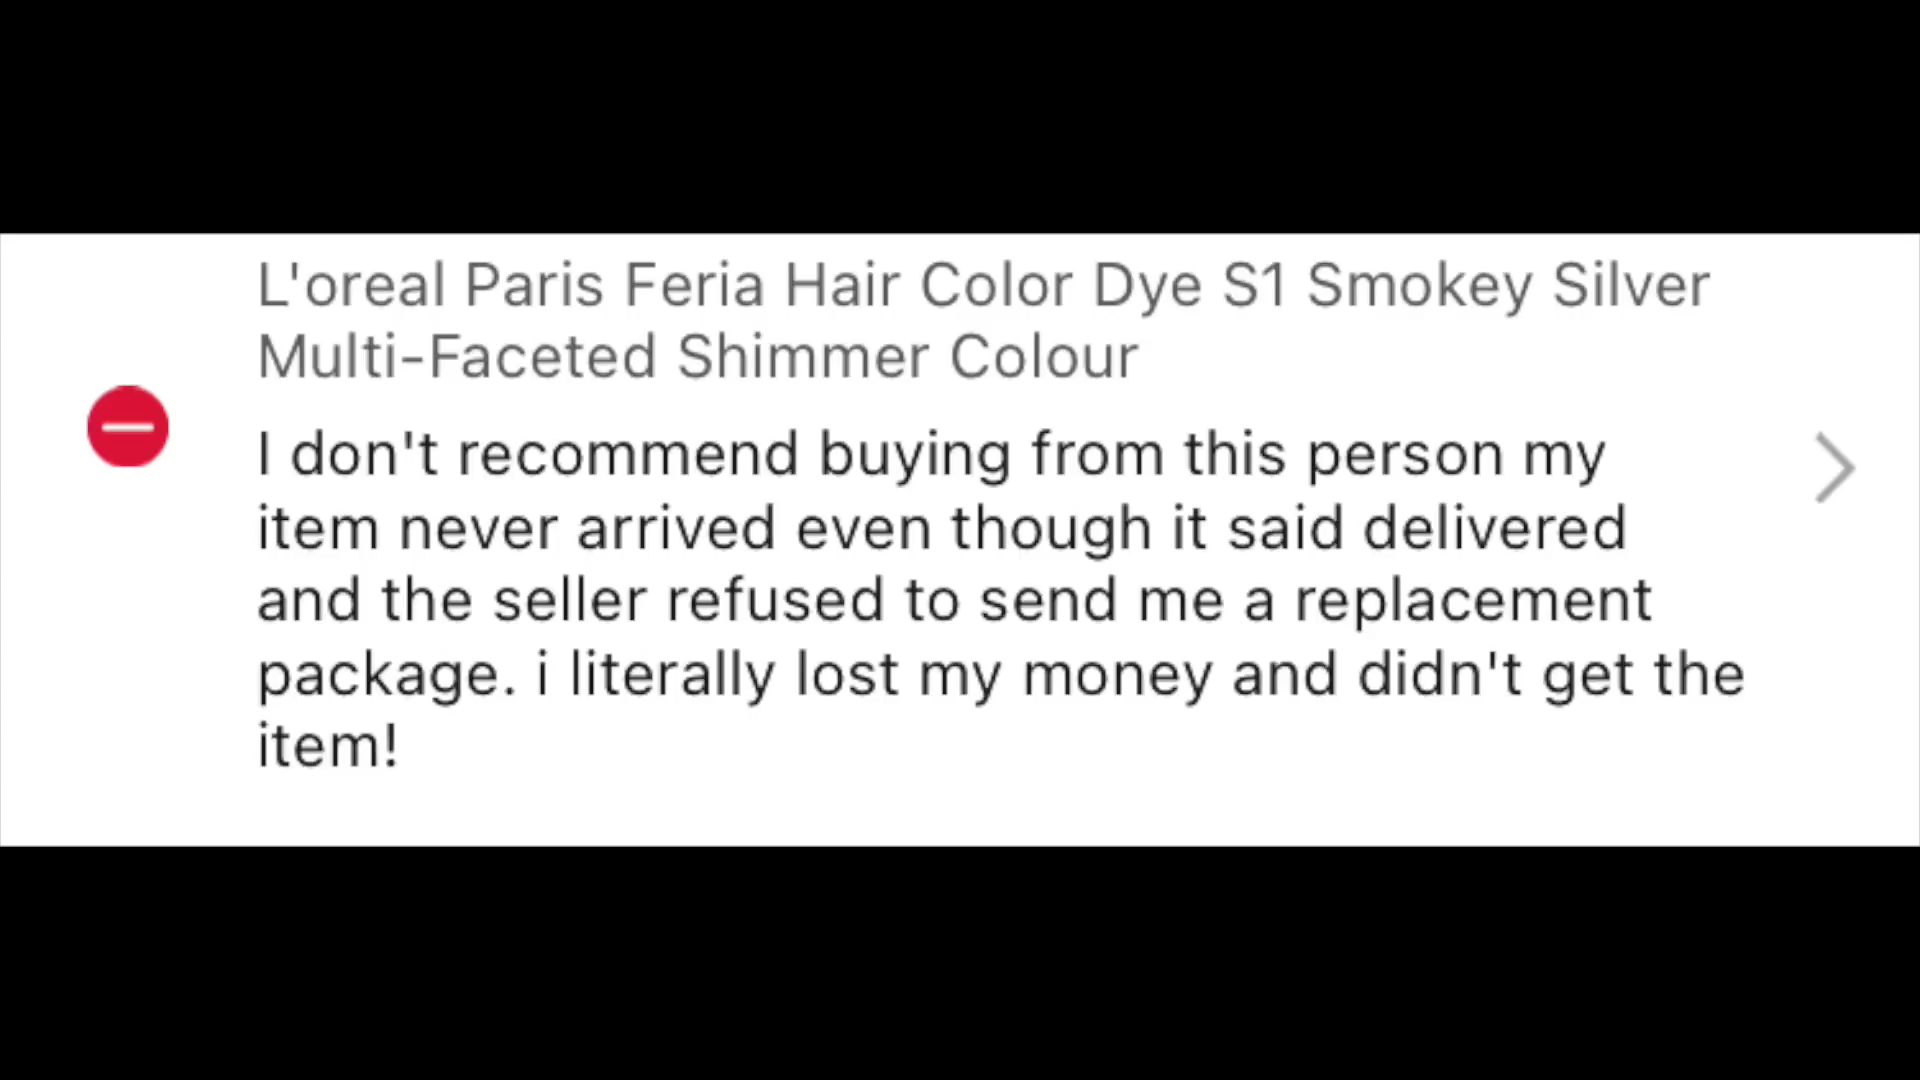 L'oreal Paris Feria Hair Color Dye S1 Smokey Silver
Multi-Faceted Shimmer Colour
I don't recommend buying from this person my
item never arrived even though it said delivered
and the seller refused to send me a replacement
package. i literally lost my money and didn't get the
item!